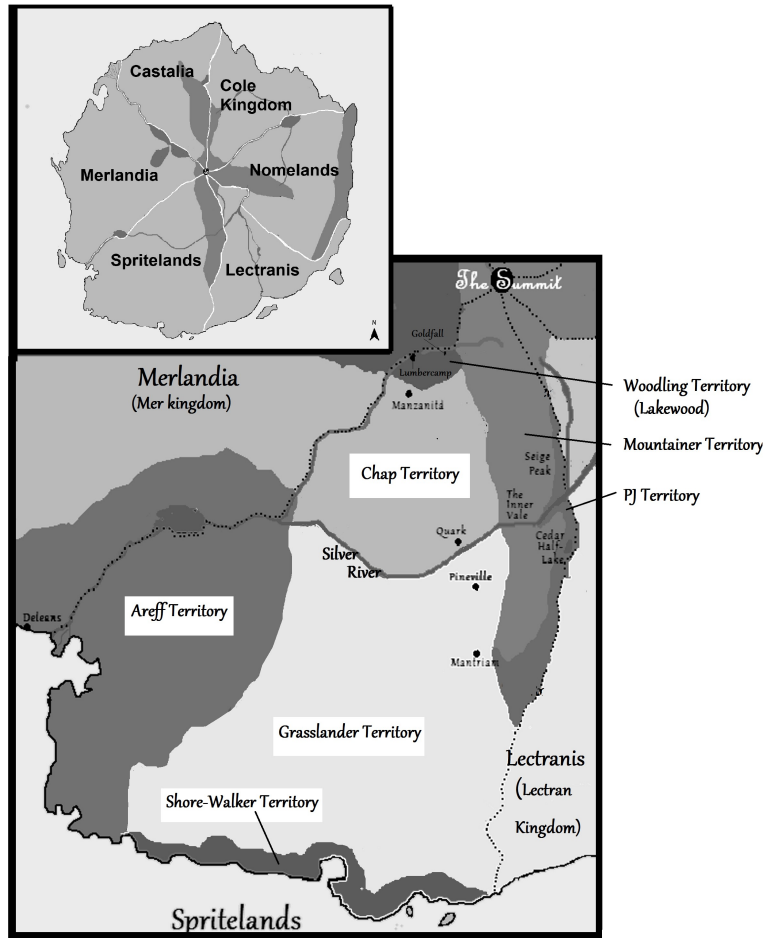 Castalia
Cole
Kingdom
Merlandia
Nomelands
Spritelands
Lectranis
N
The Summit
Goldfall
Lumbercamp
Merlandia
(Mer kingdom)
Manzanita
Woodling Territory
(Lakewood)
Mountainer Territory
Chap Territory
Seige
Peak
PJ Territory
The
Inner
Vale
Quark
Cedar
Half-
Lake
Silver
River
Pineville
Areff Territory
Deleans
Mantriam
Grasslander Territory
Lectranis
(Lectran
Kingdom)
Shore-Walker Territory
Spritelands